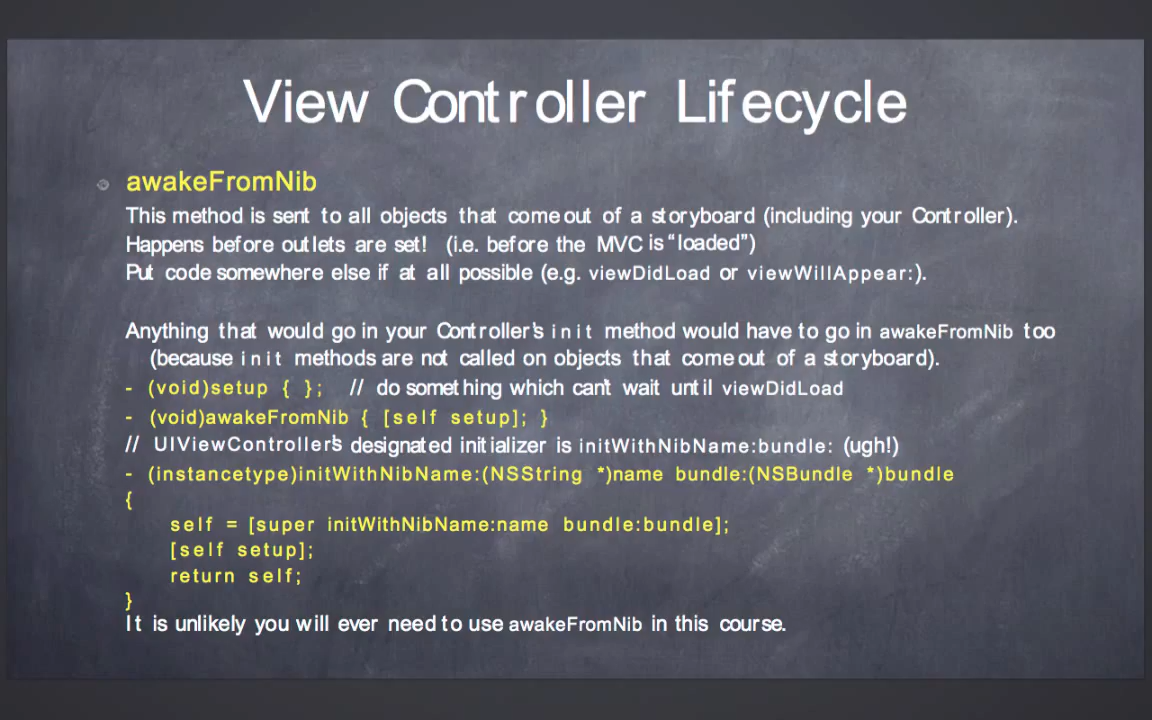 View Controller Lifecycle
awakeFromNib
This method is sent to all objects that come out of a storyboard (including your Controller).
Happens before outlets are set! (i.e. before the MVC is “loaded”)
Put code somewhere else if at all possible (e.g. viewDidLoad or viewWillAppear:).
Anything that would go in your Controller’s init method would have to go in awakeFromNib too
(because init methods are not called on objects that come out of a storyboard).
- (void)setup { }; // do something which can’t wait until viewDidLoad
- (void)awakeFromNib { [self setup]; }
// UIViewController’s designated initializer is initWithNibName:bundle: (ugh!)
- (instancetype)initWithNibName:(NSString *)name bundle:(NSBundle *)bundle
{
self = [super initWithNibName:name bundle:bundle];
[self setup];
return self;
}
It is unlikely you will ever need to use awakeFromNib in this course.